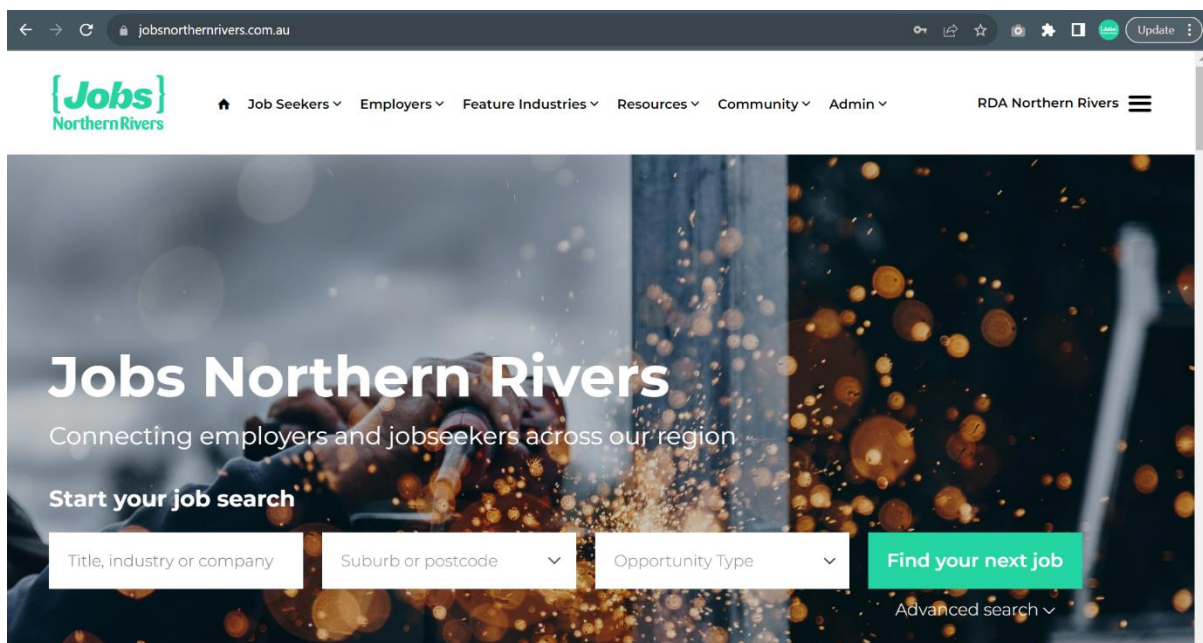 jobsnorthernrivers.com.au
Update
{Jobs}
NorthernRivers
Job Seekers Employers Feature Industries Resources Community Admin RDA Northern Rivers
Jobs Northern Rivers
Connecting employers and jobseekers across our region
Start your job search
Title, industry or company Suburb or postcode Opportunity Type Find your next job
Advanced search